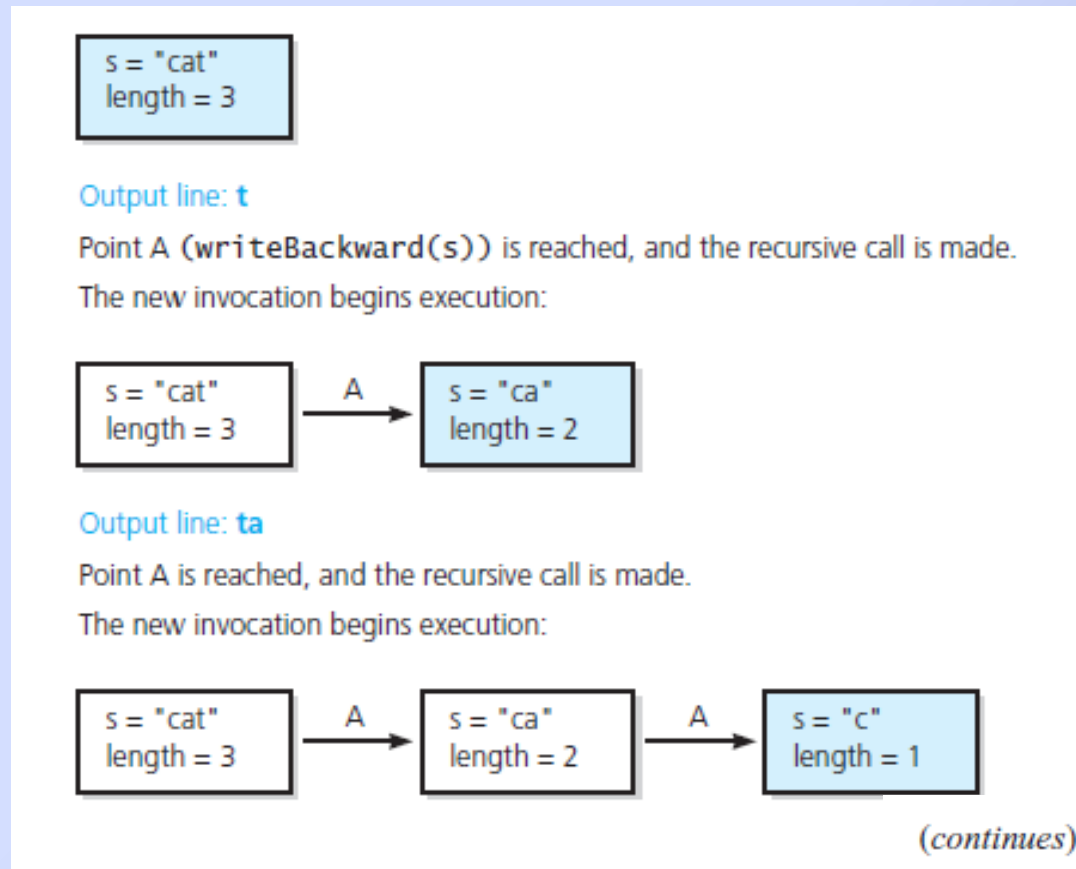 s = "cat"
length = 3
Output line: t
Point A (writeBackward(s)) is reached, and the recursive call is made.
The new invocation begins execution:
s = "cat"
length = 3
A
s = "ca"
length = 2
Output line: ta
Point A is reached, and the recursive call is made.
The new invocation begins execution:
s = "cat"
length = 3
A
s = "ca"
length = 2
A
s = "c"
length = 1
(continues)